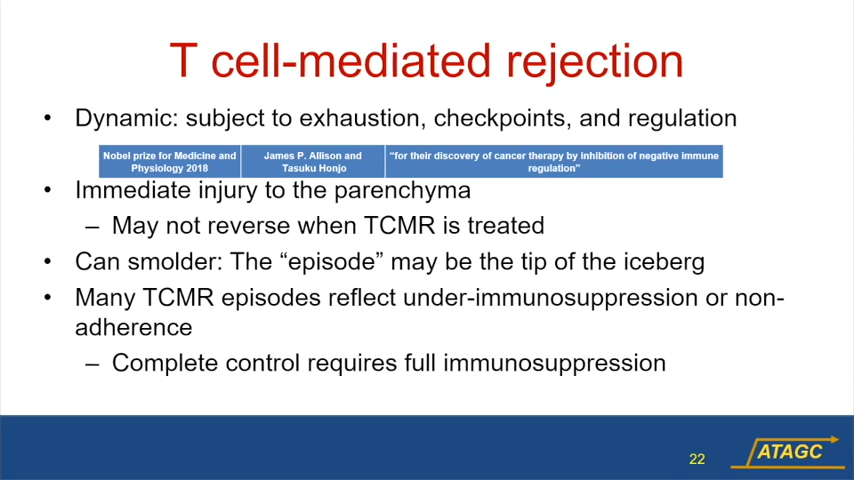 T cell-mediated rejection
• Dynamic: subject to exhaustion, checkpoints, and regulation
Nobel prize for Medicine and
Physiology 2018
James P. Allison and
Tasuku Honjo
"for their discovery of cancer therapy by inhibition of negative immune
regulation"
• Immediate injury to the parenchyma
– May not reverse when TCMR is treated
• Can smolder: The “episode” may be the tip of the iceberg
• Many TCMR episodes reflect under-immunosuppression or non-
adherence
– Complete control requires full immunosuppression
22
ATAGC